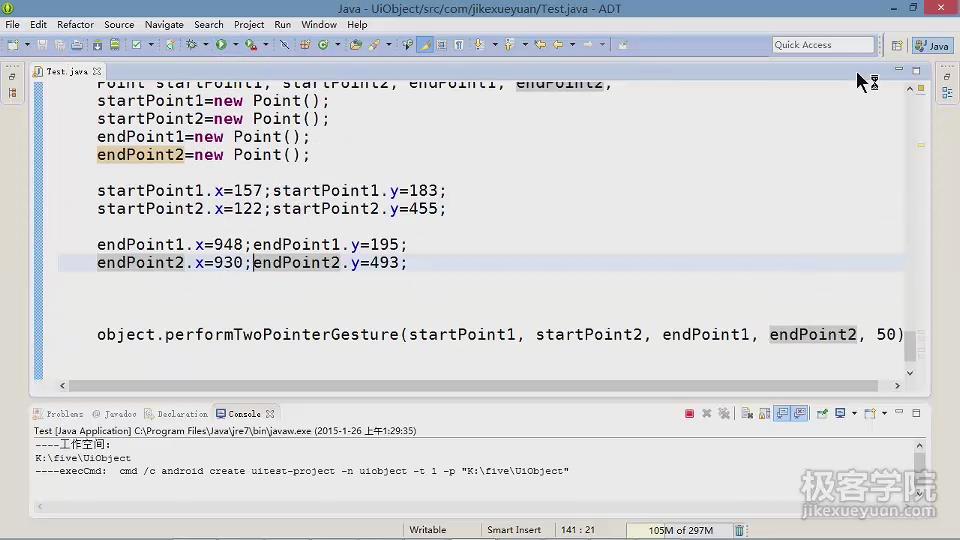 Java - UiObject/src/com/jikexueyuan/Test.java - ADT
File Edit Refactor Source Navigate Search Project Run Window Help
Quick Access
Java
Test.java
Point startPoint1, startPoint2, endPoint1, endPoint2;
startPoint1=new Point();
startPoint2=new Point();
endPoint1=new Point();
endPoint2=new Point();
startPoint1.x=157;startPoint1.y=183;
startPoint2.x=122;startPoint2.y=455;
endPoint1.x=948;endPoint1.y=195;
endPoint2.x=930;endPoint2.y=493;
object.performTwoPointerGesture(startPoint1, startPoint2, endPoint1, endPoint2, 50)
Problems @ Javadoc Declaration Console
Test [Java Application] C:\Program Files\Java\jre7\bin\javaw.exe (2015-1-26 上午1:29:35)
----工作空间:
K:\five\UiObject
----execCmd: cmd /c android create uitest-project -n uiobject -t 1 -p "K:\five\UiObject"
极客学院
jikexueyuan.com
Writable Smart Insert 141 : 21 105M of 297M